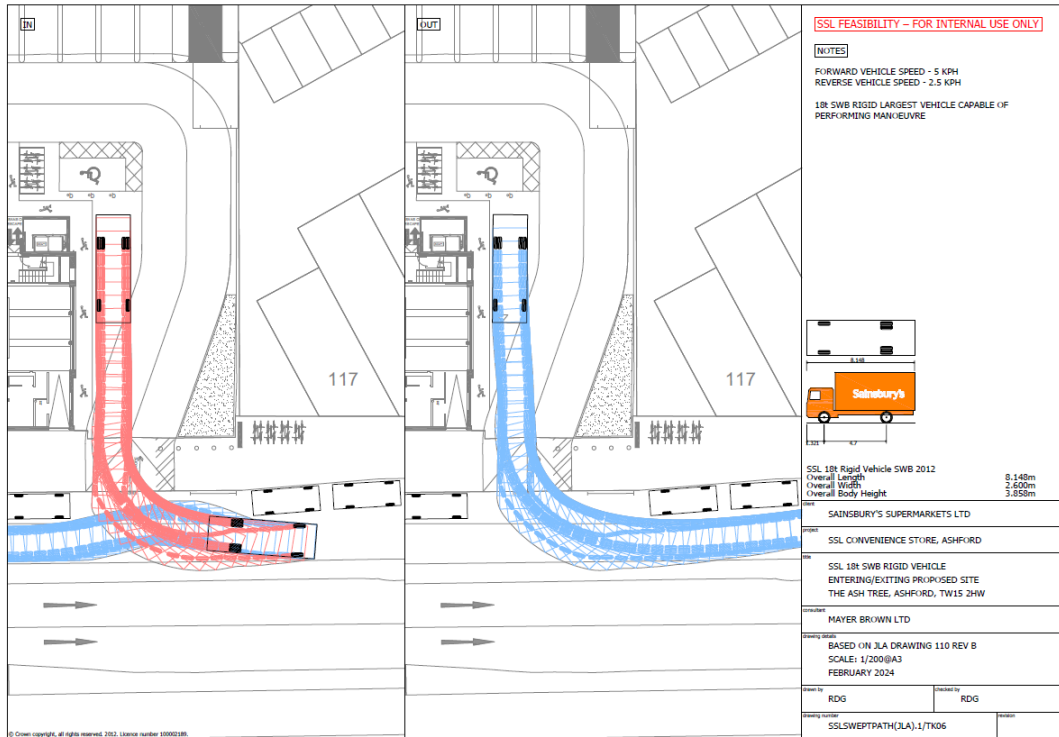 IN
OUT
117
117
© Crown copyright, all rights reserved. 2012. Licence number 100002189.
SSL FEASIBILITY - FOR INTERNAL USE ONLY
NOTES
FORWARD VEHICLE SPEED - 5 KPH
REVERSE VEHICLE SPEED - 2.5 KPH
18t SWB RIGID LARGEST VEHICLE CAPABLE OF
PERFORMING MANOEUVRE
8.148
Sainsbury's
1.321
4.7
SSL 18t Rigid Vehicle SWB 2012
Overall Length 8.148m
Overall Width 2.600m
Overall Body Height 3.858m
client
SAINSBURY'S SUPERMARKETS LTD
project
SSL CONVENIENCE STORE, ASHFORD
title
SSL 18t SWB RIGID VEHICLE
ENTERING/EXITING PROPOSED SITE
THE ASH TREE, ASHFORD, TW15 2HW
consultant
MAYER BROWN LTD
drawing details
BASED ON JLA DRAWING 110 REV B
SCALE: 1/200@A3
FEBRUARY 2024
drawn by
RDG
checked by
RDG
drawing number
SSLSWEPTPATH(JLA).1/TK06
revision